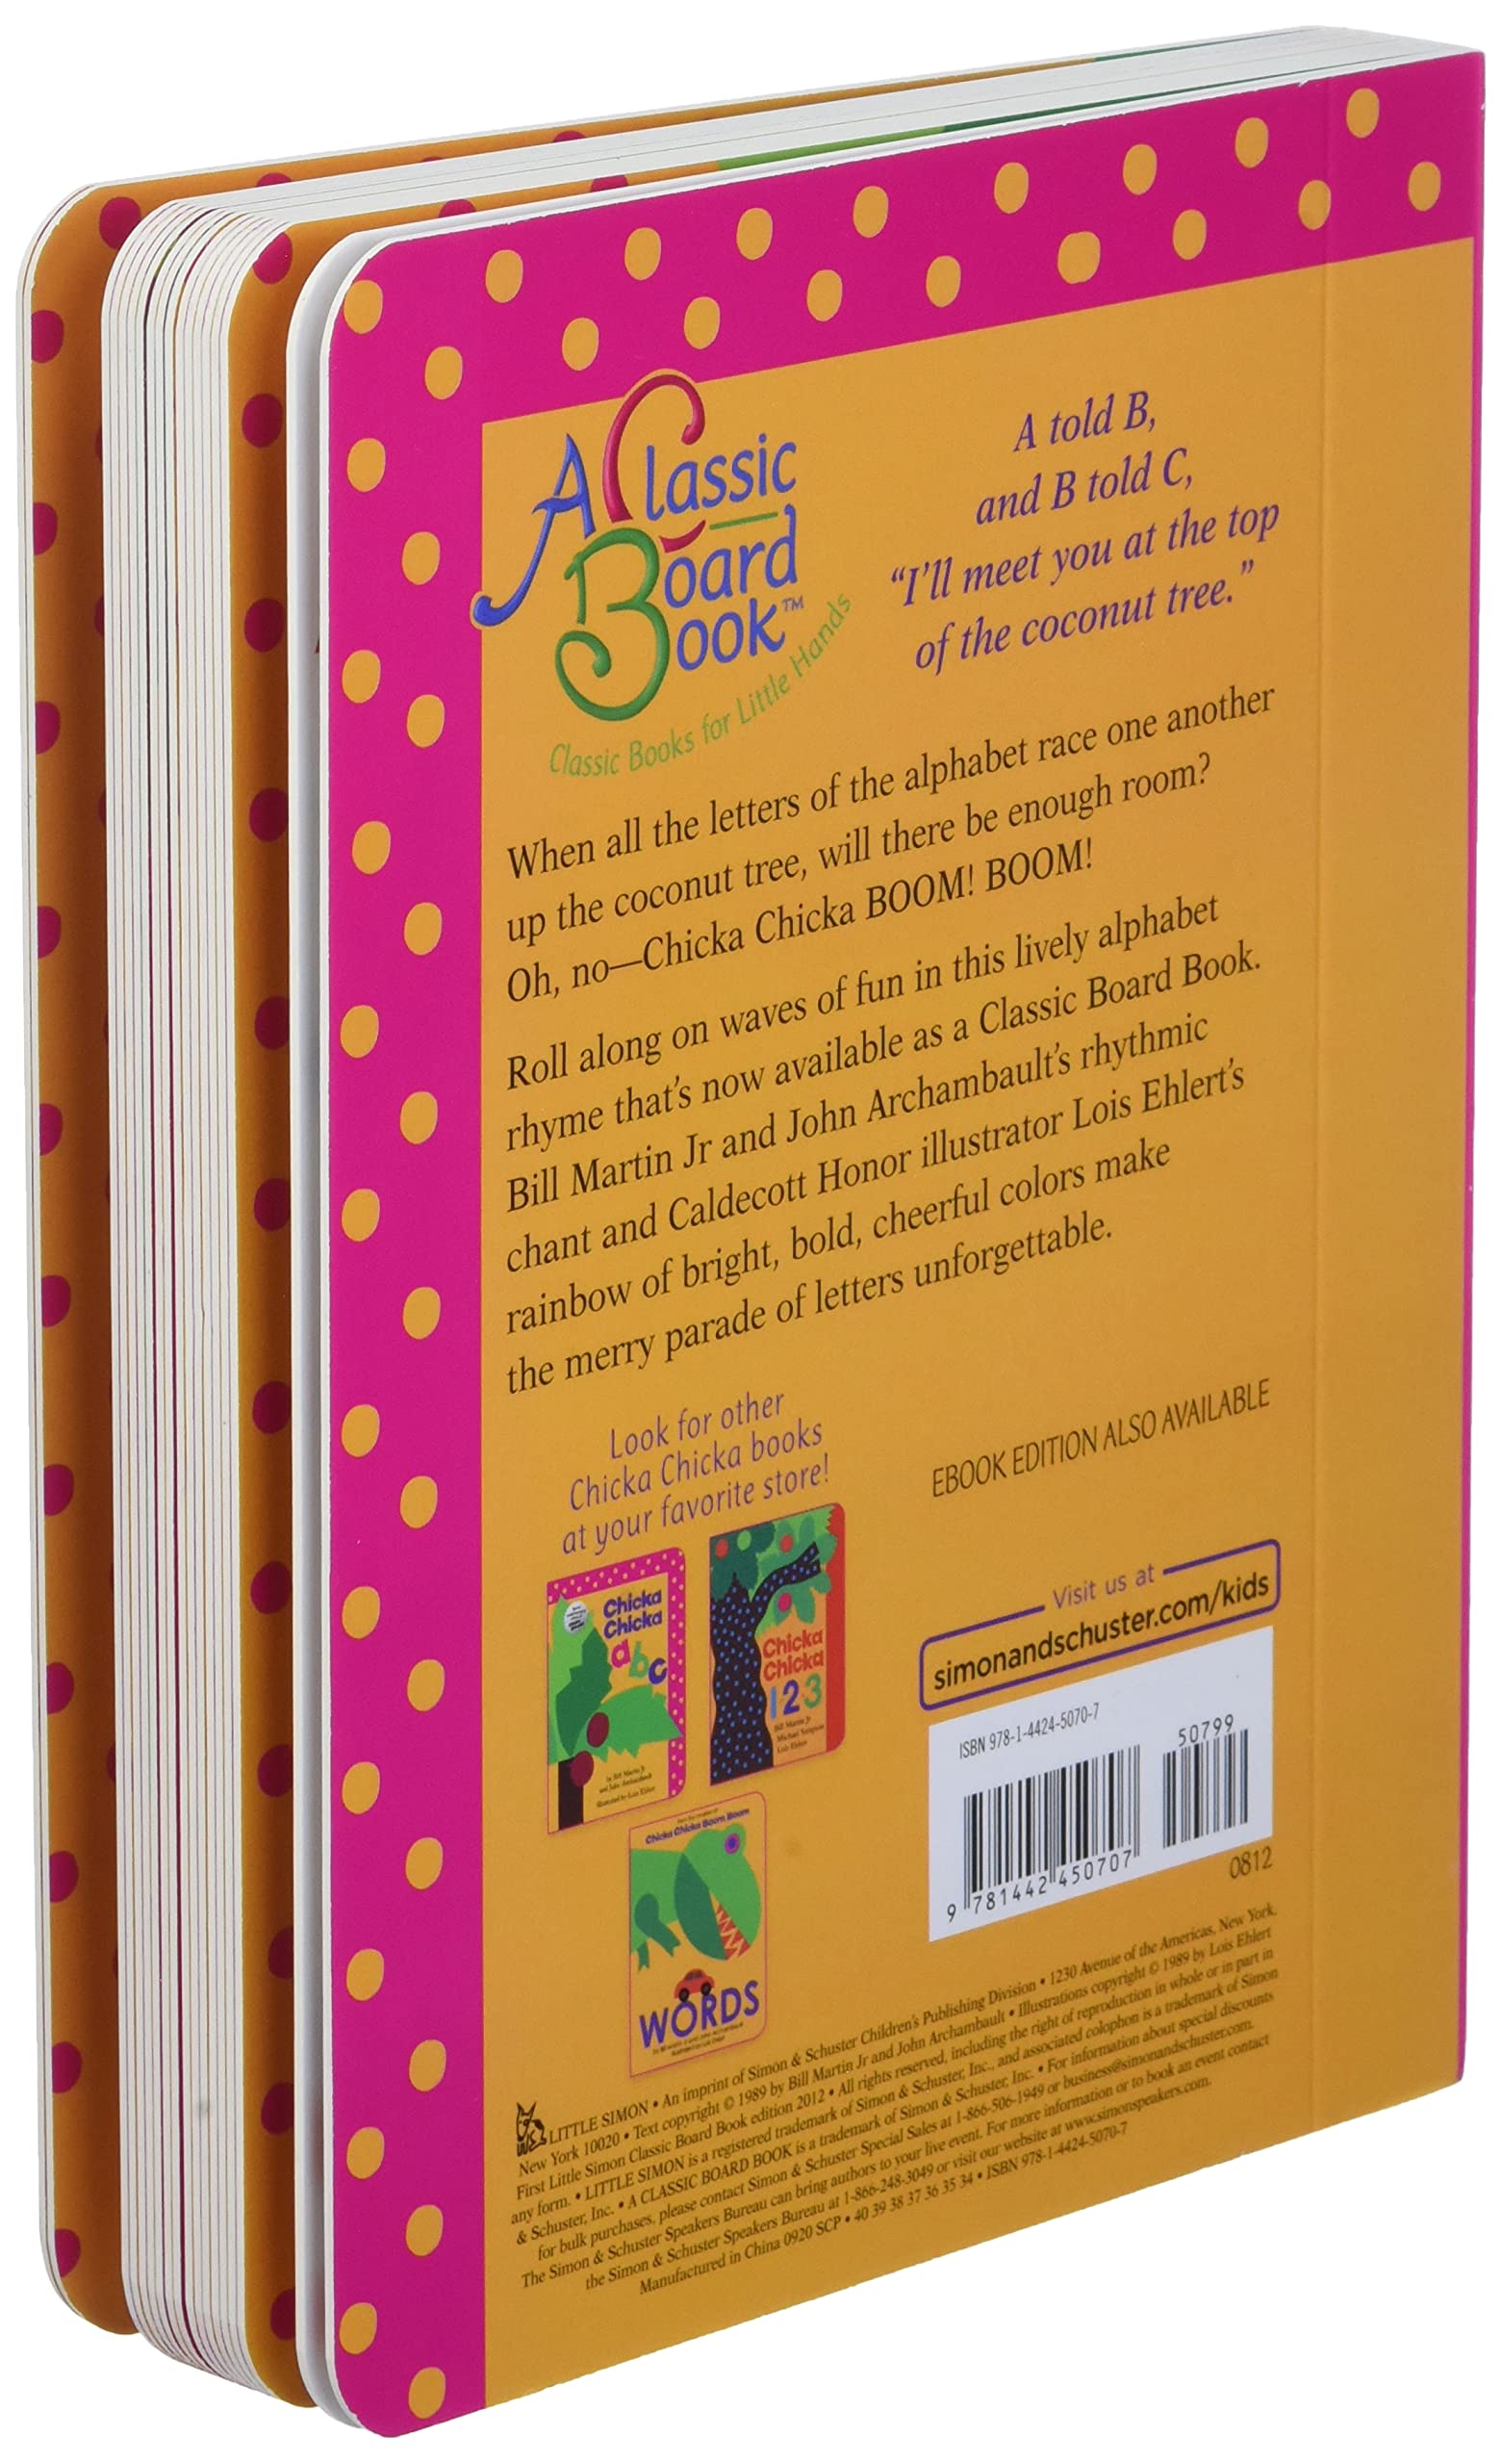 A Classic
Board
Book™
Classic Books for Little Hands
A told B,
and B told C,
“I’ll meet you at the top
of the coconut tree.”
When all the letters of the alphabet race one another
up the coconut tree, will there be enough room?
Oh, no—Chicka Chicka BOOM! BOOM!
Roll along on waves of fun in this lively alphabet
rhyme that’s now available as a Classic Board Book.
Bill Martin Jr and John Archambault’s rhythmic
chant and Caldecott Honor illustrator Lois Ehlert’s
rainbow of bright, bold, cheerful colors make
the merry parade of letters unforgettable.
Look for other
Chicka Chicka books
at your favorite store!
Chicka
Chicka
abc
by Bill Martin Jr
and John Archambault
illustrated by Lois Ehlert
Chicka
Chicka
1·2·3
Bill Martin Jr
Michael Sampson
Lois Ehlert
Chicka Chicka Boom Boom
WORDS
EBOOK EDITION ALSO AVAILABLE
Visit us at
simonandschuster.com/kids
ISBN 978-1-4424-5070-7
50799
9 781442 450707
0812
LITTLE SIMON • An imprint of Simon & Schuster Children’s Publishing Division • 1230 Avenue of the Americas, New York,
New York 10020 • Text copyright © 1989 by Bill Martin Jr and John Archambault • Illustrations copyright © 1989 by Lois Ehlert
First Little Simon Classic Board Book edition 2012 • All rights reserved, including the right of reproduction in whole or in part in
any form. • LITTLE SIMON is a registered trademark of Simon & Schuster, Inc., and associated colophon is a trademark of Simon
& Schuster, Inc. • A CLASSIC BOARD BOOK is a trademark of Simon & Schuster, Inc. • For information about special discounts
for bulk purchases, please contact Simon & Schuster Special Sales at 1-866-506-1949 or business@simonandschuster.com.
The Simon & Schuster Speakers Bureau can bring authors to your live event. For more information or to book an event contact
the Simon & Schuster Speakers Bureau at 1-866-248-3049 or visit our website at www.simonspeakers.com.
Manufactured in China 0920 SCP • 40 39 38 37 36 35 34 • ISBN 978-1-4424-5070-7